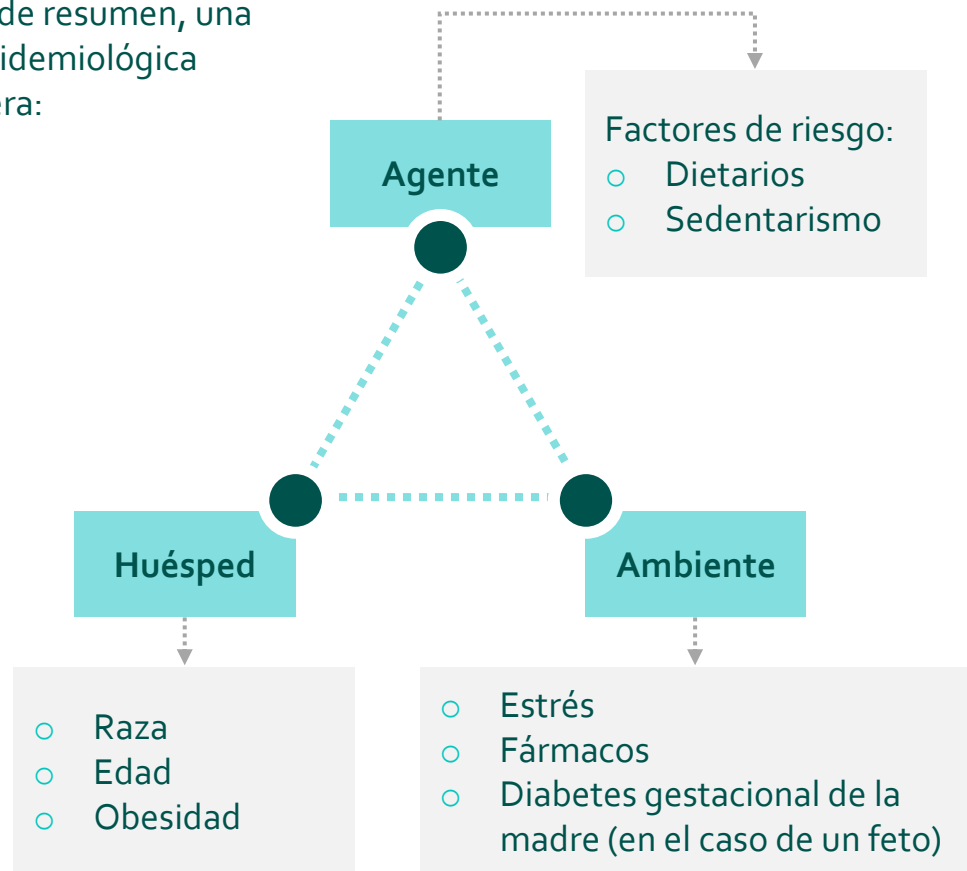 de resumen, una
idemiológica
era:
Agente
Factores de riesgo:
Dietarios
Sedentarismo
Huésped
Ambiente
Raza
Edad
Obesidad
Estrés
Fármacos
Diabetes gestacional de la
madre (en el caso de un feto)